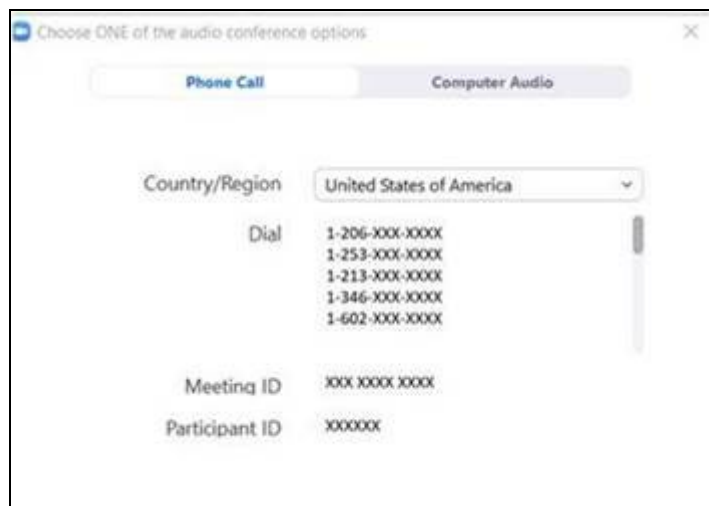 Choose ONE of the audio conference options
Phone Call Computer Audio
Country/Region United States of America
Dial 1-206-XXX-XXXX
1-253-XXX-XXXX
1-213-XXX-XXXX
1-346-XXX-XXXX
1-602-XXX-XXXX
Meeting ID XXX XXXX XXXX
Participant ID XXXXXX